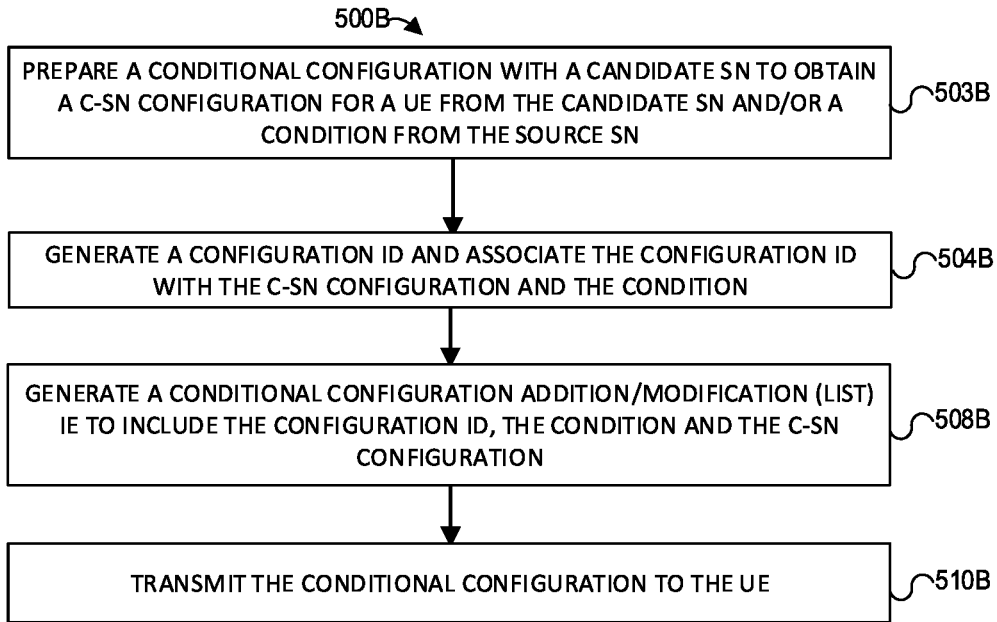 500B
PREPARE A CONDITIONAL CONFIGURATION WITH A CANDIDATE SN TO OBTAIN
A C-SN CONFIGURATION FOR A UE FROM THE CANDIDATE SN AND/OR A
CONDITION FROM THE SOURCE SN
503B
GENERATE A CONFIGURATION ID AND ASSOCIATE THE CONFIGURATION ID
WITH THE C-SN CONFIGURATION AND THE CONDITION
504B
GENERATE A CONDITIONAL CONFIGURATION ADDITION/MODIFICATION (LIST)
IE TO INCLUDE THE CONFIGURATION ID, THE CONDITION AND THE C-SN
CONFIGURATION
508B
TRANSMIT THE CONDITIONAL CONFIGURATION TO THE UE
510B